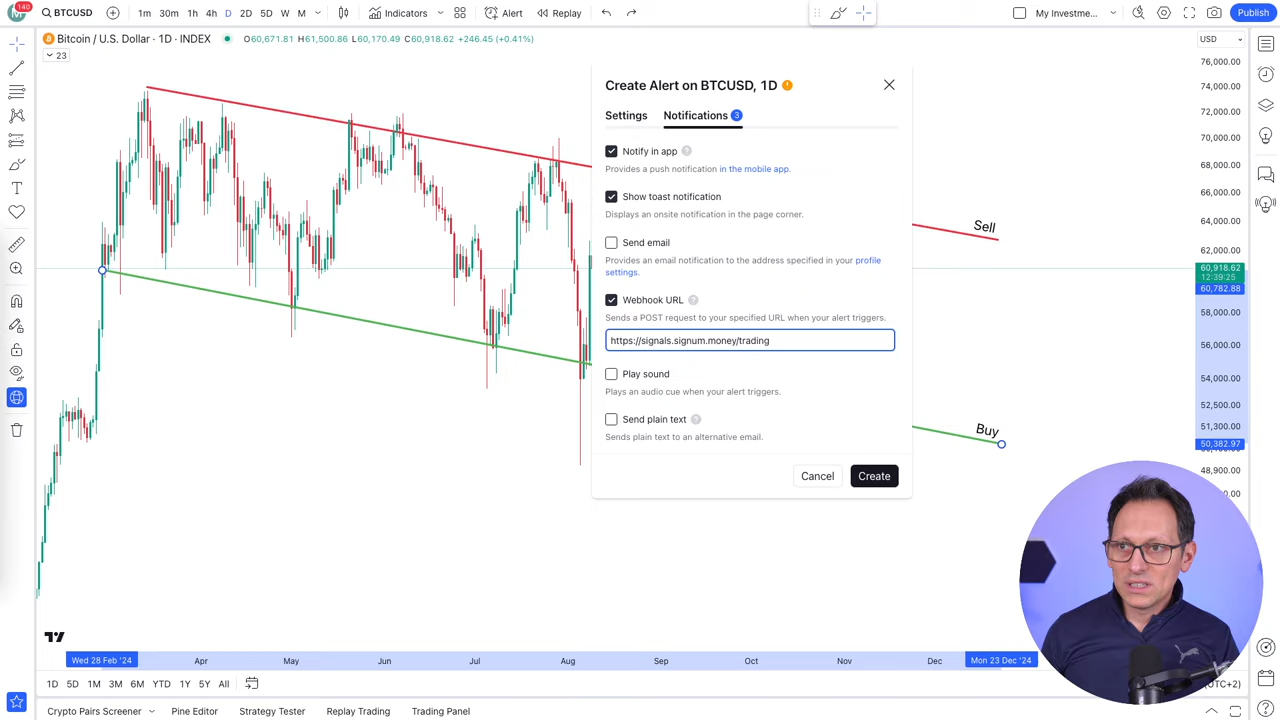 140
BTCUSD
1m 30m 1h 4h D 2D 5D W M
Indicators
Alert
Replay
My Investme...
Publish
Bitcoin / U.S. Dollar · 1D · INDEX
O60,671.81 H61,500.86 L60,170.49 C60,918.62 +246.45 (+0.41%)
USD
23
76,000.00
74,000.00
72,000.00
70,000.00
68,000.00
66,000.00
64,000.00
62,000.00
60,918.62
12:39:25
60,782.88
58,000.00
56,000.00
54,000.00
52,500.00
51,300.00
50,382.97
48,900.00
Create Alert on BTCUSD, 1D
Settings
Notifications 3
Notify in app
Provides a push notification in the mobile app.
Show toast notification
Displays an onsite notification in the page corner.
Send email
Provides an email notification to the address specified in your profile
settings.
Webhook URL
Sends a POST request to your specified URL when your alert triggers.
https://signals.signum.money/trading
Play sound
Plays an audio cue when your alert triggers.
Send plain text
Sends plain text to an alternative email.
Cancel
Create
Sell
Buy
Wed 28 Feb '24
Apr
May
Jun
Jul
Aug
Sep
Oct
Nov
Dec
Mon 23 Dec '24
1D 5D 1M 3M 6M YTD 1Y 5Y All
(UTC+2)
Crypto Pairs Screener
Pine Editor
Strategy Tester
Replay Trading
Trading Panel